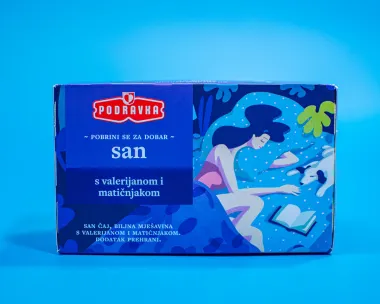 PODRAVKA
– POBRINI SE ZA DOBAR –
san
s valerijanom i
matičnjakom
SAN ČAJ, BILJNA MJEŠAVINA
S VALERIJANOM I MATIČNJAKOM.
DODATAK PREHRANI.